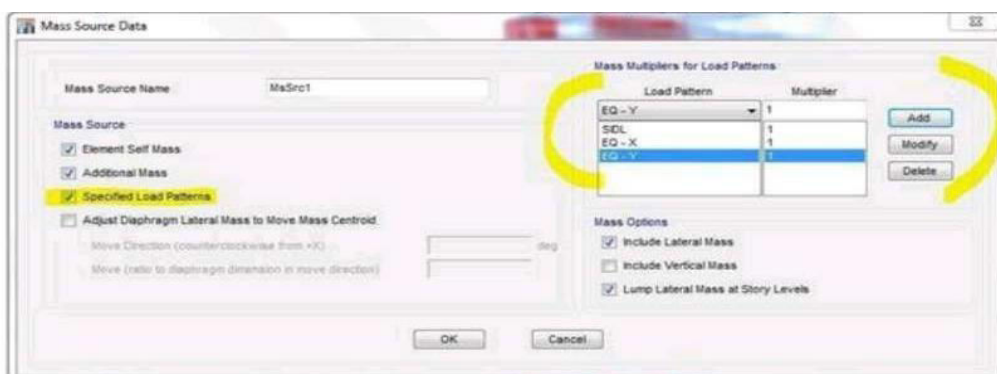 Mass Source Data
Mass Multipliers for Load Patterns
Mass Source Name MsSrc1
Load Pattern Multiplier
EQ - Y 1
Add
SIDL 1
EQ - X 1
EQ - Y 1
Modify
Delete
Mass Source
Element Self Mass
Additional Mass
Specified Load Patterns
Adjust Diaphragm Lateral Mass to Move Mass Centroid
Move Direction (counterclockwise from +X) deg
Move (ratio to diaphragm dimension in move direction)
Mass Options
Include Lateral Mass
Include Vertical Mass
Lump Lateral Mass at Story Levels
OK Cancel